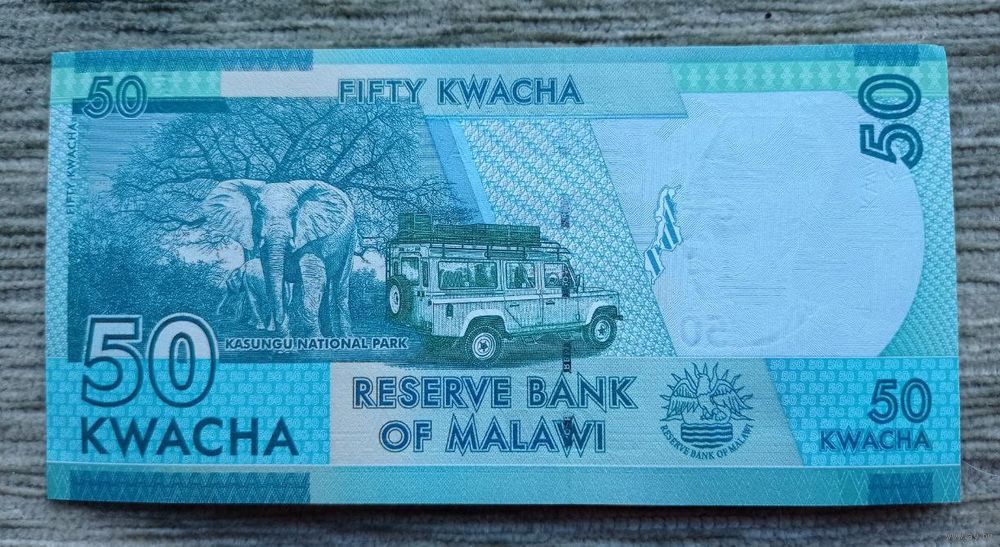 50
FIFTY KWACHA
50
FIFTY KWACHA
KASUNGU NATIONAL PARK
50
KWACHA
RESERVE BANK
OF MALAWI
RESERVE BANK OF MALAWI
50
KWACHA